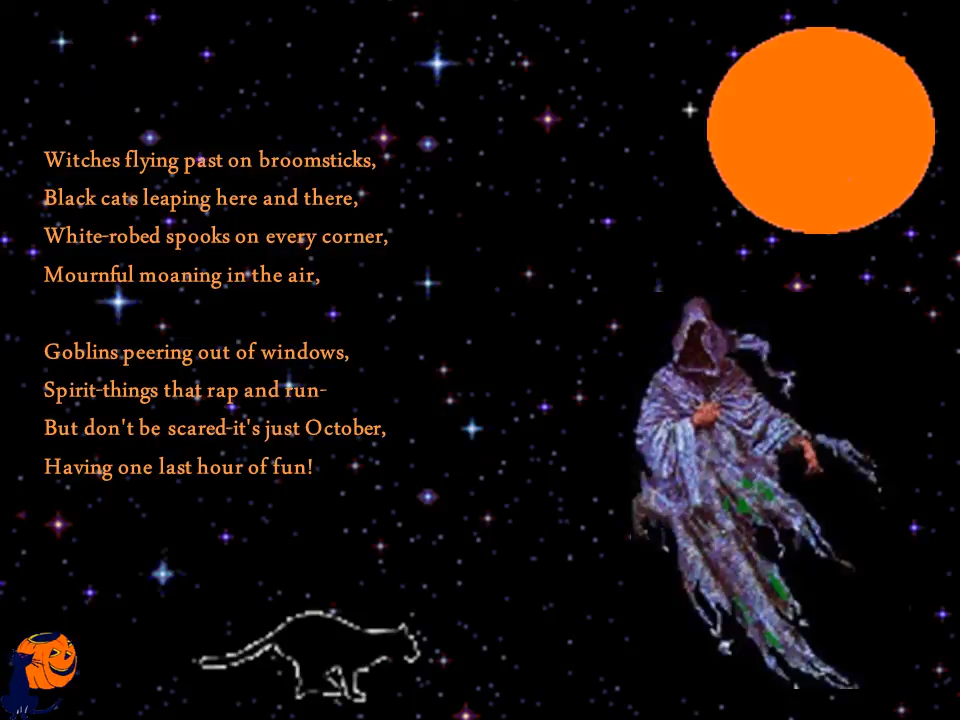 Witches flying past on broomsticks,
Black cats leaping here and there,
White-robed spooks on every corner,
Mournful moaning in the air,
Goblins peering out of windows,
Spirit-things that rap and run-
But don't be scared-it's just October,
Having one last hour of fun!